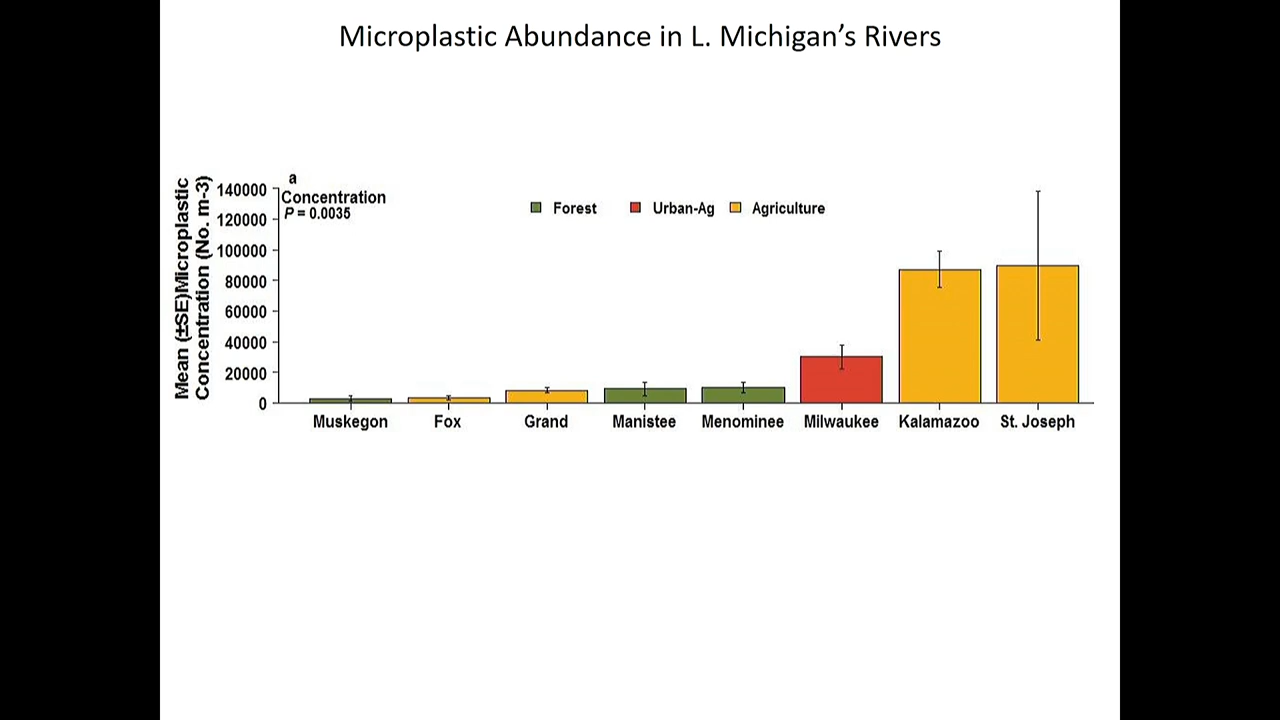 Microplastic Abundance in L. Michigan’s Rivers
Mean (±SE)Microplastic
Concentration (No. m-3)
a
Concentration
P = 0.0035
Forest Urban-Ag Agriculture
140000
120000
100000
80000
60000
40000
20000
0
Muskegon Fox Grand Manistee Menominee Milwaukee Kalamazoo St. Joseph